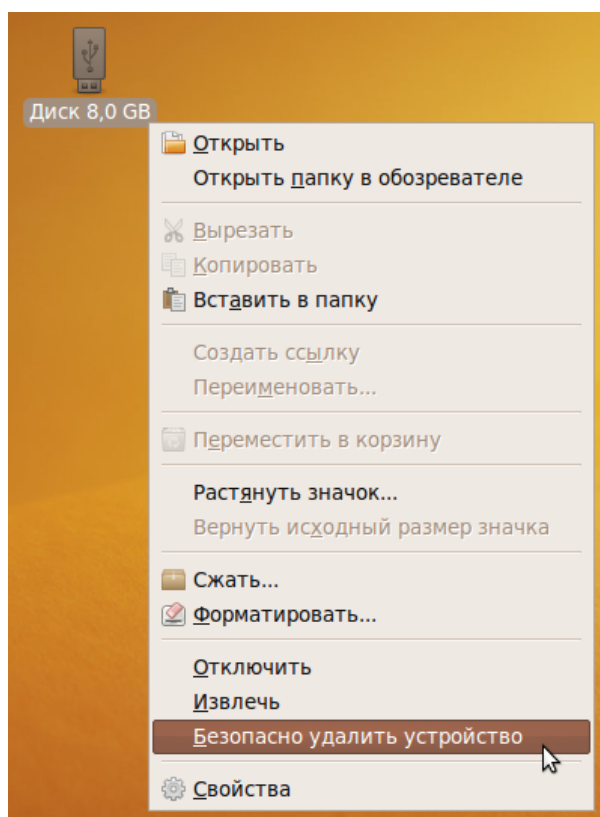 Диск 8,0 GB
Открыть
Открыть папку в обозревателе
Вырезать
Копировать
Вставить в папку
Создать ссылку
Переименовать...
Переместить в корзину
Растянуть значок...
Вернуть исходный размер значка
Сжать...
Форматировать...
Отключить
Извлечь
Безопасно удалить устройство
Свойства